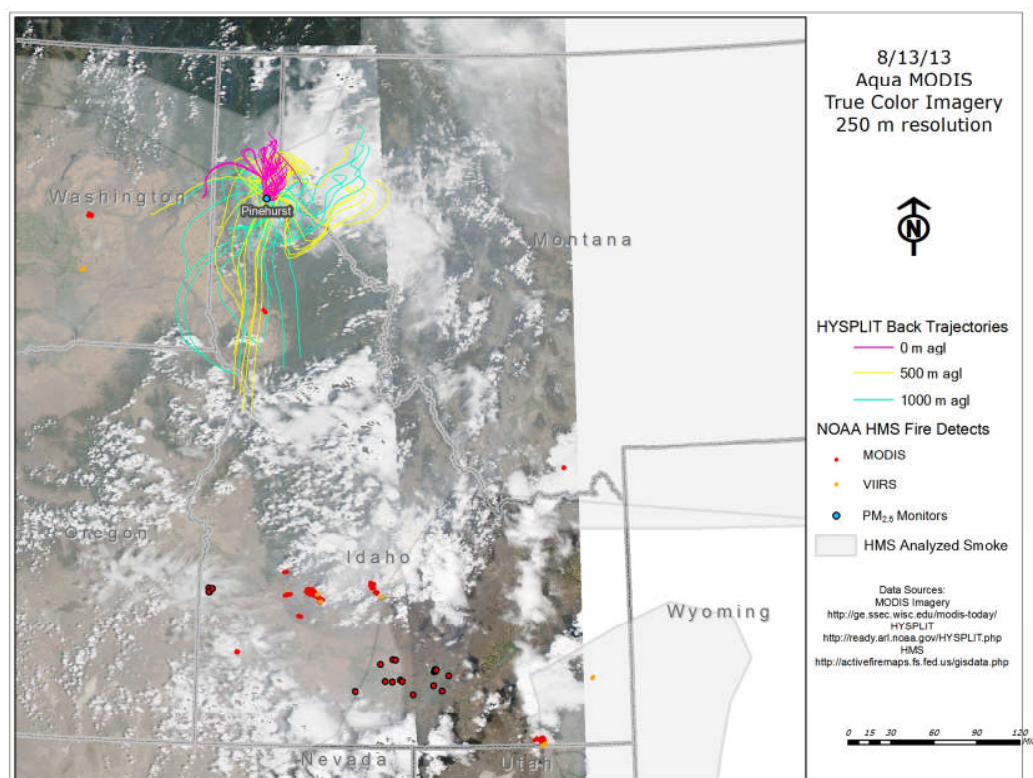 8/13/13
Aqua MODIS
True Color Imagery
250 m resolution
N
Washington
Pinehurst
Montana
Oregon
Idaho
Wyoming
Nevada
Utah
HYSPLIT Back Trajectories
0 m agl
500 m agl
1000 m agl
NOAA HMS Fire Detects
MODIS
VIIRS
PM2.5 Monitors
HMS Analyzed Smoke
Data Sources:
MODIS Imagery
http://ge.ssec.wisc.edu/modis-today/
HYSPLIT
http://ready.arl.noaa.gov/HYSPLIT.php
HMS
http://activefiremaps.fs.fed.us/gisdata.php
0 15 30 60 90 120